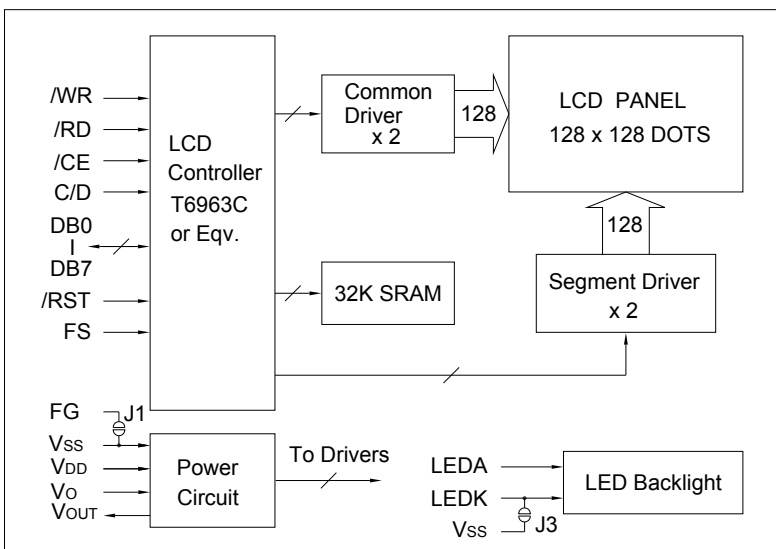 /WR
/RD
/CE
C/D
DB0
|
DB7
/RST
FS
LCD
Controller
T6963C
or Eqv.
Common
Driver
x 2
128
LCD PANEL
128 x 128 DOTS
32K SRAM
128
Segment Driver
x 2
FG
J1
VSS
VDD
VO
VOUT
Power
Circuit
To Drivers
LEDA
LEDK
VSS
J3
LED Backlight